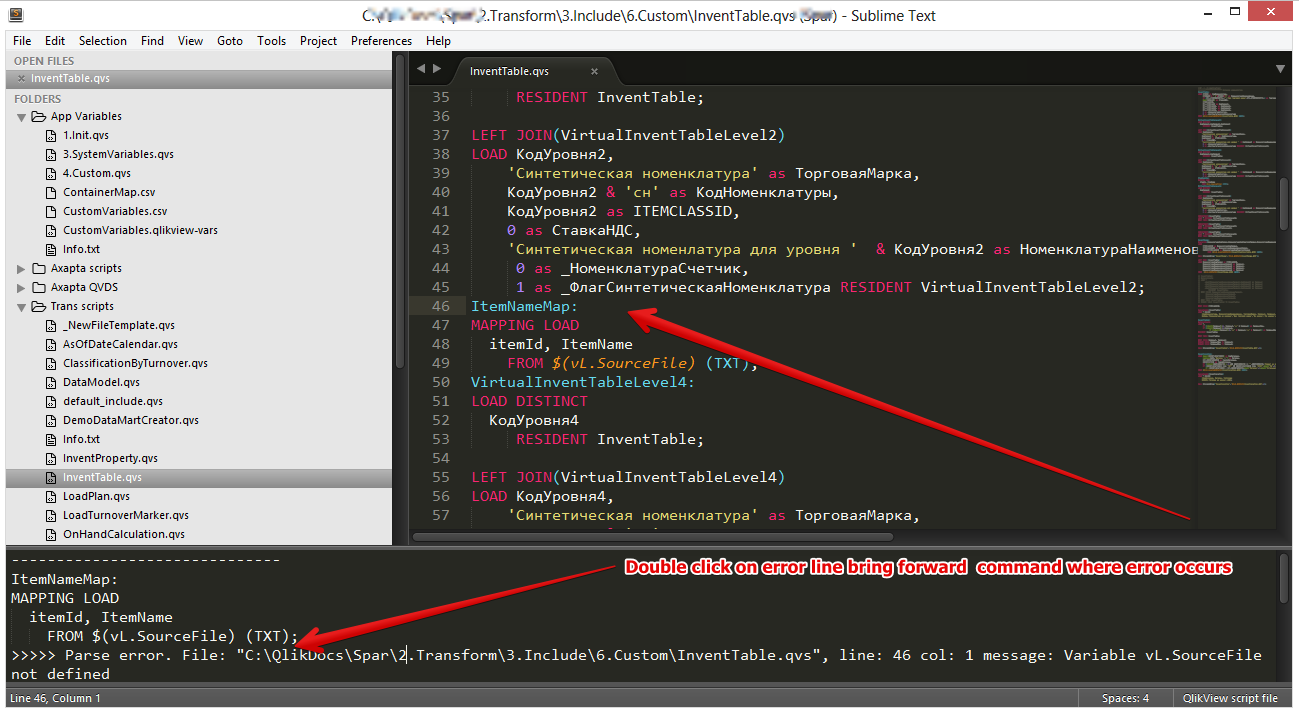 C:\ 2.Transform\3.Include\6.Custom\InventTable.qvs (Spar) - Sublime Text
File Edit Selection Find View Goto Tools Project Preferences Help
OPEN FILES
InventTable.qvs
FOLDERS
App Variables
1.Init.qvs
3.SystemVariables.qvs
4.Custom.qvs
ContainerMap.csv
CustomVariables.csv
CustomVariables.qlikview-vars
Info.txt
Axapta scripts
Axapta QVDS
Trans scripts
_NewFileTemplate.qvs
AsOfDateCalendar.qvs
ClassificationByTurnover.qvs
DataModel.qvs
default_include.qvs
DemoDataMartCreator.qvs
Info.txt
InventProperty.qvs
InventTable.qvs
LoadPlan.qvs
LoadTurnoverMarker.qvs
OnHandCalculation.qvs
InventTable.qvs
35 RESIDENT InventTable;
36
37 LEFT JOIN(VirtualInventTableLevel2)
38 LOAD КодУровня2,
39 'Синтетическая номенклатура' as ТорговаяМарка,
40 КодУровня2 & 'сн' as КодНоменклатуры,
41 КодУровня2 as ITEMCLASSID,
42 0 as СтавкаНДС,
43 'Синтетическая номенлатура для уровня ' & КодУровня2 as НоменклатураНаименов
44 0 as _НоменклатураСчетчик,
45 1 as _ФлагСинтетическаяНоменклатура RESIDENT VirtualInventTableLevel2;
46 ItemNameMap:
47 MAPPING LOAD
48 itemId, ItemName
49 FROM $(vL.SourceFile) (TXT);
50 VirtualInventTableLevel4:
51 LOAD DISTINCT
52 КодУровня4
53 RESIDENT InventTable;
54
55 LEFT JOIN(VirtualInventTableLevel4)
56 LOAD КодУровня4,
57 'Синтетическая номенклатура' as ТорговаяМарка,
Double click on error line bring forward command where error occurs
------------------------------
ItemNameMap:
MAPPING LOAD
itemId, ItemName
FROM $(vL.SourceFile) (TXT);
>>>>> Parse error. File: "C:\QlikDocs\Spar\2.Transform\3.Include\6.Custom\InventTable.qvs", line: 46 col: 1 message: Variable vL.SourceFile
not defined
Line 46, Column 1 Spaces: 4 QlikView script file